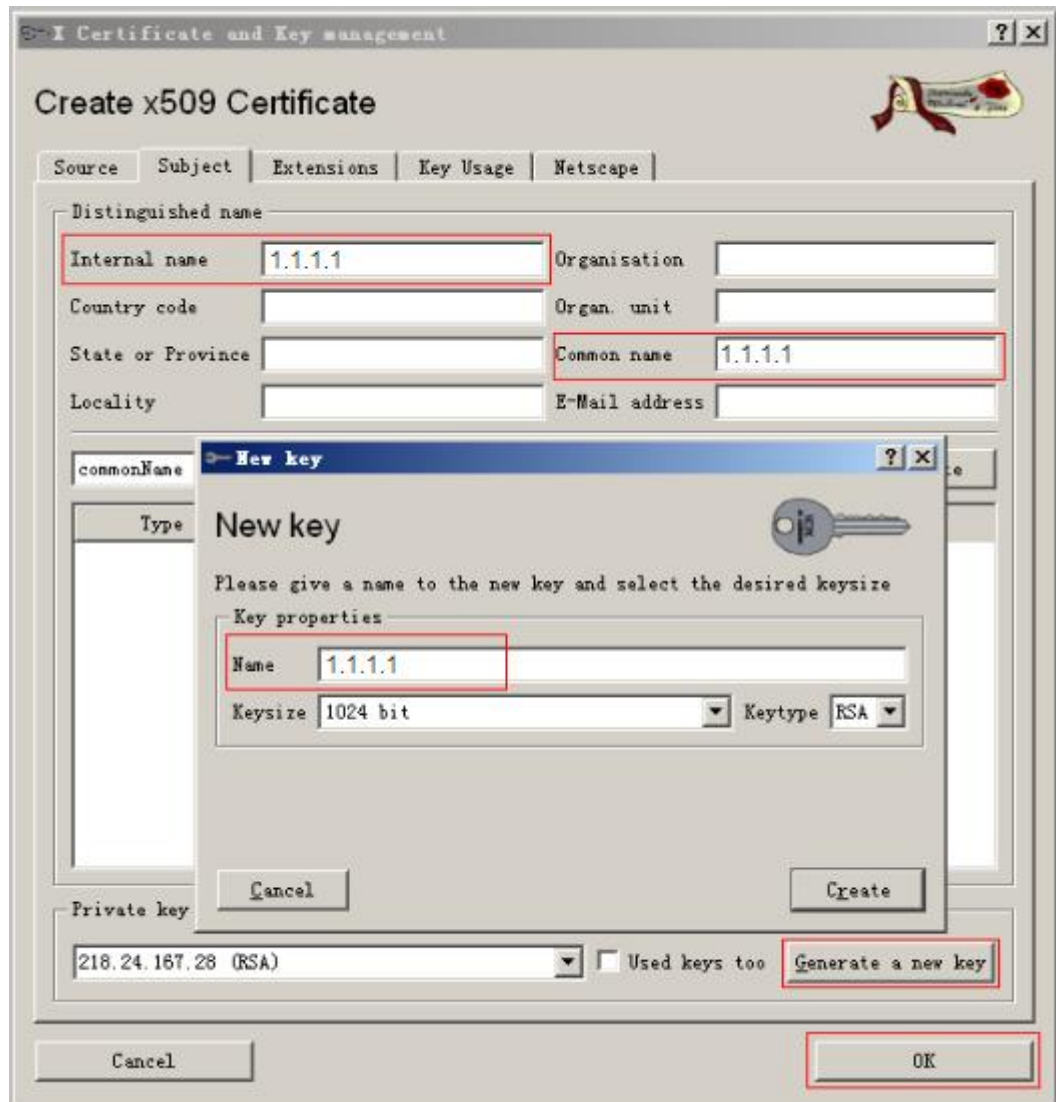 X Certificate and Key management
Create x509 Certificate
Source Subject Extensions Key Usage Netscape
Distinguished name
Internal name 1.1.1.1 Organisation
Country code Organ. unit
State or Province Common name 1.1.1.1
Locality E-Mail address
commonName
Type
New key
New key
Please give a name to the new key and select the desired keysize
Key properties
Name 1.1.1.1
Keysize 1024 bit Keytype RSA
Cancel Create
Private key
218.24.167.28 (RSA) Used keys too Generate a new key
Cancel OK